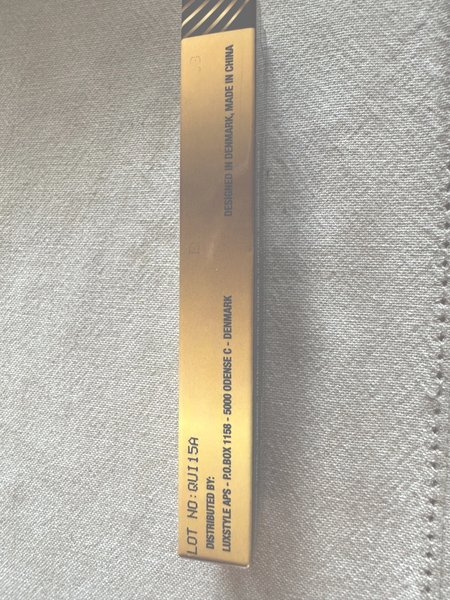 LOT NO:QUI15A
DISTRIBUTED BY:
LUXSTYLE APS - P.O.BOX 1158 - 5000 ODENSE C - DENMARK
DESIGNED IN DENMARK, MADE IN CHINA